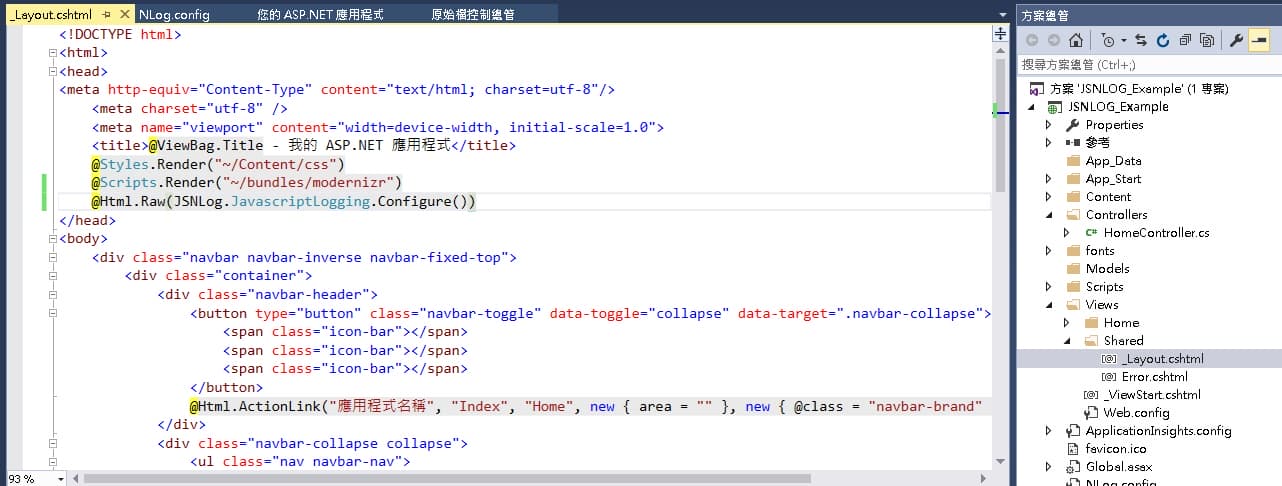 _Layout.cshtml NLog.config 您的 ASP.NET 應用程式 原始檔控制總管
<!DOCTYPE html>
<html>
<head>
<meta http-equiv="Content-Type" content="text/html; charset=utf-8"/>
<meta charset="utf-8" />
<meta name="viewport" content="width=device-width, initial-scale=1.0">
<title>@ViewBag.Title - 我的 ASP.NET 應用程式</title>
@Styles.Render("~/Content/css")
@Scripts.Render("~/bundles/modernizr")
@Html.Raw(JSNLog.JavascriptLogging.Configure())
</head>
<body>
<div class="navbar navbar-inverse navbar-fixed-top">
<div class="container">
<div class="navbar-header">
<button type="button" class="navbar-toggle" data-toggle="collapse" data-target=".navbar-collapse">
<span class="icon-bar"></span>
<span class="icon-bar"></span>
<span class="icon-bar"></span>
</button>
@Html.ActionLink("應用程式名稱", "Index", "Home", new { area = "" }, new { @class = "navbar-brand"
</div>
<div class="navbar-collapse collapse">
<ul class="nav navbar-nav">
93 %
方案總管
搜尋方案總管 (Ctrl+;)
方案 'JSNLOG_Example' (1 專案)
JSNLOG_Example
Properties
參考
App_Data
App_Start
Content
Controllers
C# HomeController.cs
fonts
Models
Scripts
Views
Home
Shared
_Layout.cshtml
Error.cshtml
_ViewStart.cshtml
Web.config
ApplicationInsights.config
favicon.ico
Global.asax
NLog.config